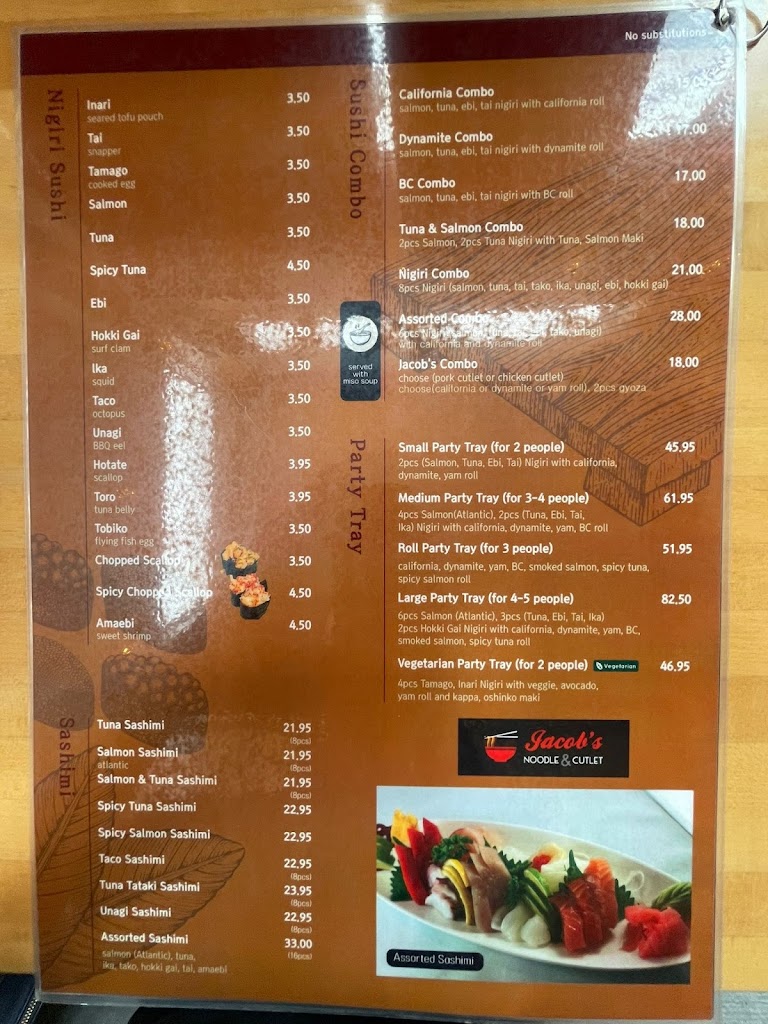 No substitutions
Nigiri Sushi
Inari 3,50
seared tofu pouch
Tai 3,50
snapper
Tamago 3,50
cooked egg
Salmon 3,50
Tuna 3,50
Spicy Tuna 4,50
Ebi 3,50
Hokki Gai 3,50
surf clam
Ika 3,50
squid
Taco 3,50
octopus
Unagi 3,50
BBQ eel
Hotate 3,95
scallop
Toro 3,95
tuna belly
Tobiko 3,50
flying fish egg
Chopped Scallop 3,50
Spicy Chopped Scallop 4,50
Amaebi 4,50
sweet shrimp
Sashimi
Tuna Sashimi 21,95
(8pcs)
Salmon Sashimi 21,95
atlantic (8pcs)
Salmon & Tuna Sashimi 21,95
(8pcs)
Spicy Tuna Sashimi 22,95
Spicy Salmon Sashimi 22,95
Taco Sashimi 22,95
(8pcs)
Tuna Tataki Sashimi 23,95
(8pcs)
Unagi Sashimi 22,95
(8pcs)
Assorted Sashimi 33,00
salmon (Atlantic), tuna, (16pcs)
ika, tako, hokki gai, tai, amaebi
Sushi Combo
served
with
miso soup
California Combo
salmon, tuna, ebi, tai nigiri with california roll
Dynamite Combo 17,00
salmon, tuna, ebi, tai nigiri with dynamite roll
BC Combo 17,00
salmon, tuna, ebi, tai nigiri with BC roll
Tuna & Salmon Combo 18,00
2pcs Salmon, 2pcs Tuna Nigiri with Tuna, Salmon Maki
Nigiri Combo 21,00
8pcs Nigiri (salmon, tuna, tai, tako, ika, unagi, ebi, hokki gai)
Assorted Combo 28,00
6pcs Nigiri (salmon, tuna, tako, unagi)
with california and dynamite roll
Jacob's Combo 18,00
choose (pork cutlet or chicken cutlet)
choose(california or dynamite or yam roll), 2pcs gyoza
Party Tray
Small Party Tray (for 2 people) 45,95
2pcs (Salmon, Tuna, Ebi, Tai) Nigiri with california,
dynamite, yam roll
Medium Party Tray (for 3-4 people) 61,95
4pcs Salmon(Atlantic), 2pcs (Tuna, Ebi, Tai,
Ika) Nigiri with california, dynamite, yam, BC roll
Roll Party Tray (for 3 people) 51,95
california, dynamite, yam, BC, smoked salmon, spicy tuna,
spicy salmon roll
Large Party Tray (for 4-5 people) 82,50
6pcs Salmon (Atlantic), 3pcs (Tuna, Ebi, Tai, Ika)
2pcs Hokki Gai Nigiri with california, dynamite, yam, BC,
smoked salmon, spicy tuna roll
Vegetarian Party Tray (for 2 people) Vegetarian 46,95
4pcs Tamago, Inari Nigiri with veggie, avocado,
yam roll and kappa, oshinko maki
Jacob's
NOODLE & CUTLET
Assorted Sashimi